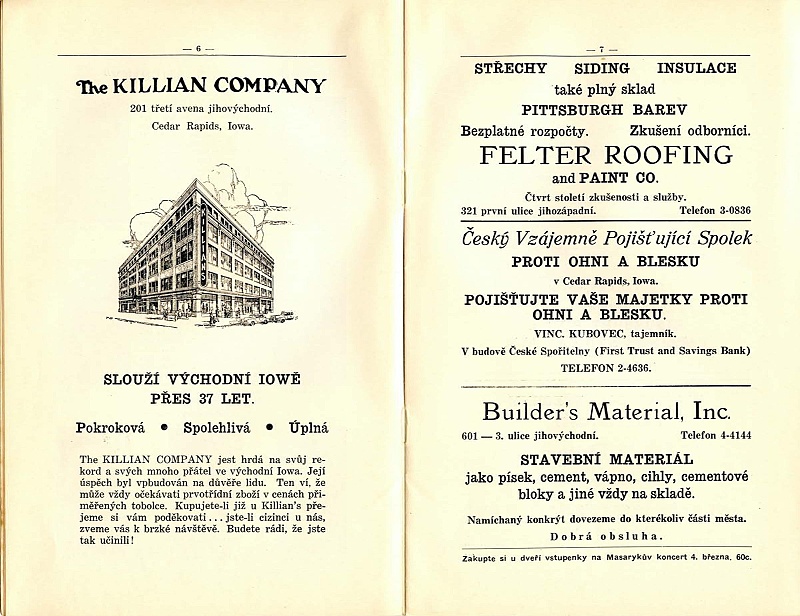 — 6 —
The KILLIAN COMPANY
201 třetí avena jihovýchodní.
Cedar Rapids, Iowa.
KILLIANS
SLOUŽÍ VÝCHODNÍ IOWĚ
PŘES 37 LET.
Pokroková ● Spolehlivá ● Úplná
The KILLIAN COMPANY jest hrdá na svůj re-
kord a svých mnoho přátel ve východní Iowa. Její
úspěch byl vpbudován na důvěře lidu. Ten ví, že
může vždy očekávati prvotřídní zboží v cenách při-
měřených tobolce. Kupujete-li již u Killian's pře-
jeme si vám poděkovati... jste-li cizinci u nás,
zveme vás k brzké návštěvě. Budete rádi, že jste
tak učinili!
— 7 —
STŘECHY SIDING INSULACE
také plný sklad
PITTSBURGH BAREV
Bezplatné rozpočty. Zkušení odborníci.
FELTER ROOFING
and PAINT CO.
Čtvrt století zkušenosti a služby.
321 první ulice jihozápadní. Telefon 3-0836
Český Vzájemně Pojišťující Spolek
PROTI OHNI A BLESKU
v Cedar Rapids, Iowa.
POJIŠŤUJTE VAŠE MAJETKY PROTI
OHNI A BLESKU.
VINC. KUBOVEC, tajemník.
V budově České Spořitelny (First Trust and Savings Bank)
TELEFON 2-4636.
Builder's Material, Inc.
601 — 3. ulice jihovýchodní. Telefon 4-4144
STAVEBNÍ MATERIÁL
jako písek, cement, vápno, cihly, cementové
bloky a jiné vždy na skladě.
Namíchaný konkrýt dovezeme do kterékoliv části města.
Dobrá obsluha.
Zakupte si u dveří vstupenky na Masarykův koncert 4. března, 60c.